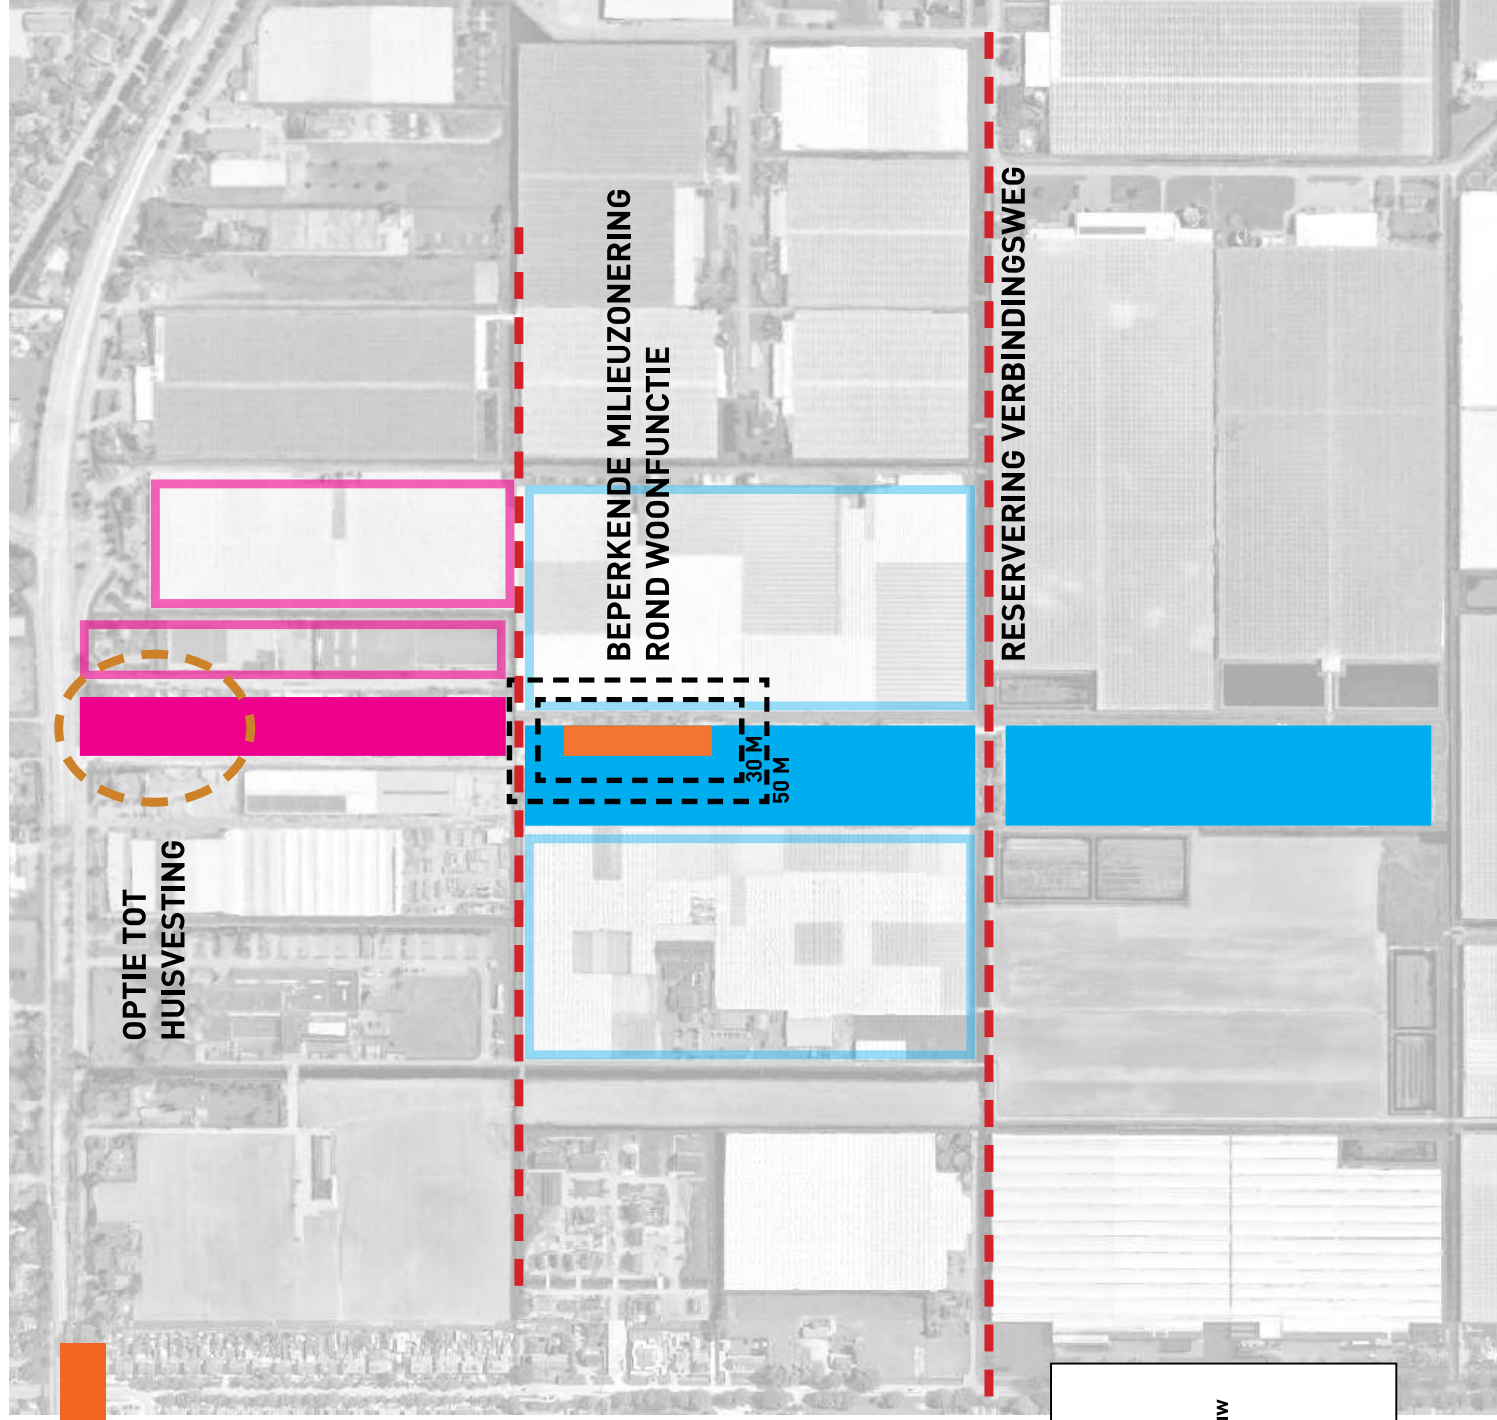 BEPERKENDE MILIEUZONERING
ROND WOONFUNCTIE
RESERVERING VERBINDINGSWEG
30 M
50 M
OPTIE TOT
HUISVESTING